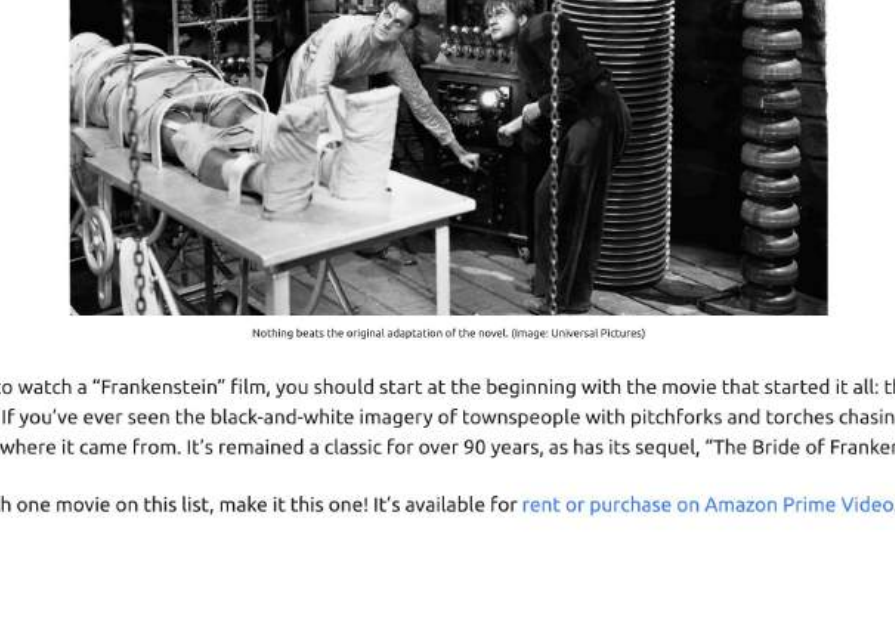 Nothing beats the original adaptation of the novel. (Image: Universal Pictures)
to watch a “Frankenstein” film, you should start at the beginning with the movie that started it all: t
If you’ve ever seen the black-and-white imagery of townspeople with pitchforks and torches chasin
where it came from. It’s remained a classic for over 90 years, as has its sequel, “The Bride of Franken
h one movie on this list, make it this one! It’s available for rent or purchase on Amazon Prime Video